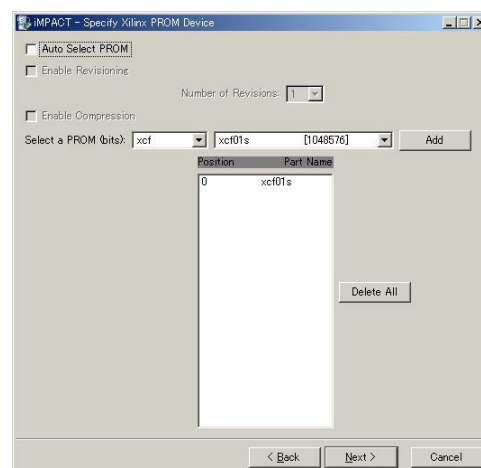 iMPACT - Specify Xilinx PROM Device
Auto Select PROM
Enable Revisioning
Number of Revisions: 1
Enable Compression
Select a PROM (bits): xcf xcf01s [1048576] Add
Position Part Name
0 xcf01s
Delete All
< Back Next > Cancel